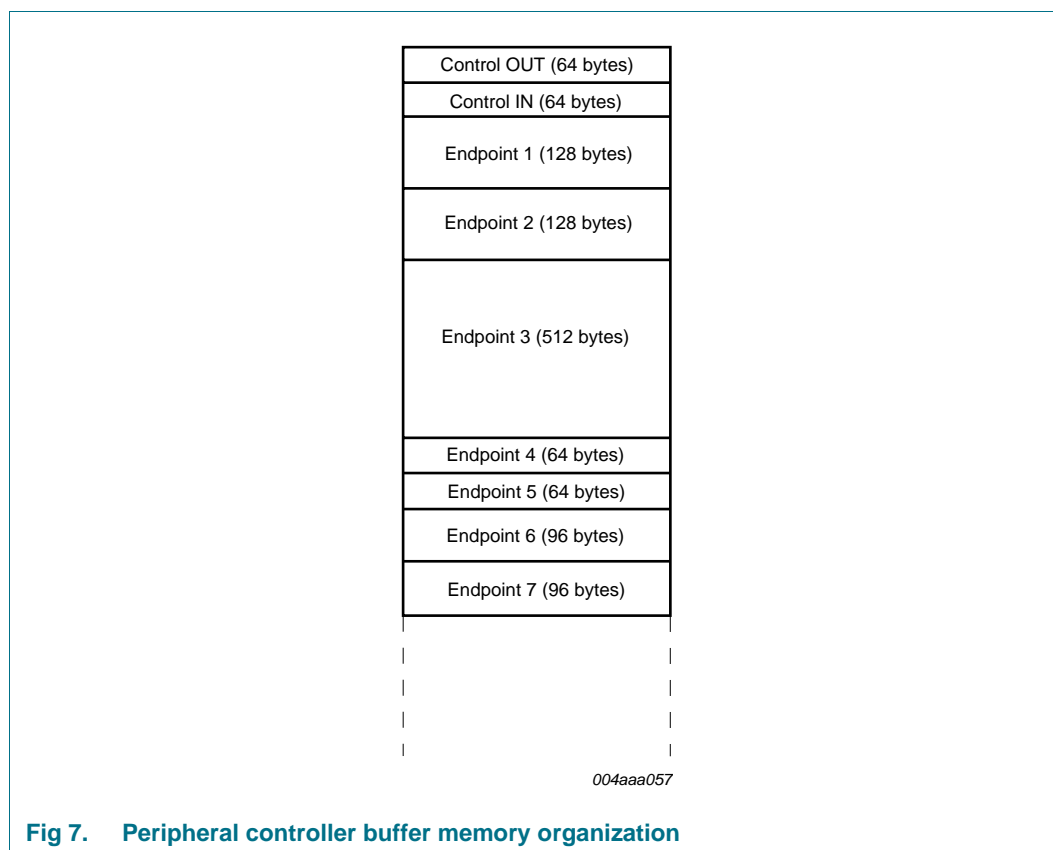 Control OUT (64 bytes)
Control IN (64 bytes)
Endpoint 1 (128 bytes)
Endpoint 2 (128 bytes)
Endpoint 3 (512 bytes)
Endpoint 4 (64 bytes)
Endpoint 5 (64 bytes)
Endpoint 6 (96 bytes)
Endpoint 7 (96 bytes)
004aaa057
Fig 7. Peripheral controller buffer memory organization